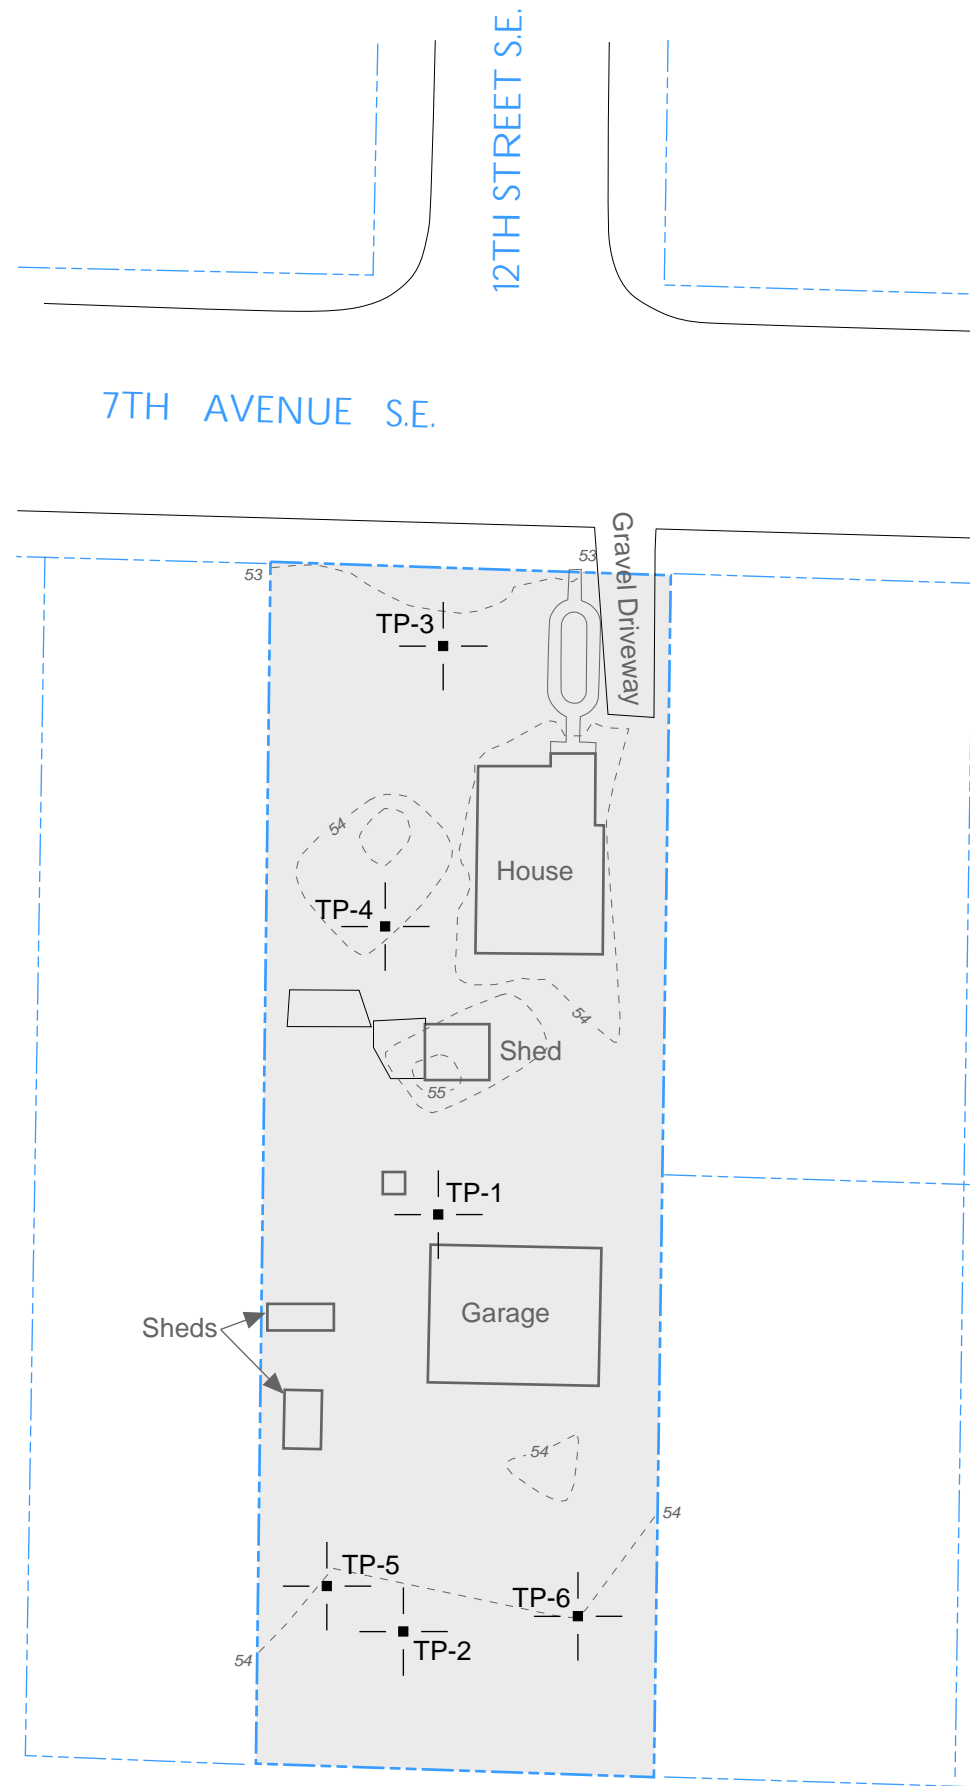 12TH STREET S.E.
7TH AVENUE S.E.
Gravel Driveway
53
53
TP-3
54
House
TP-4
54
Shed
55
TP-1
Garage
Sheds
54
54
TP-5
TP-6
TP-2
54